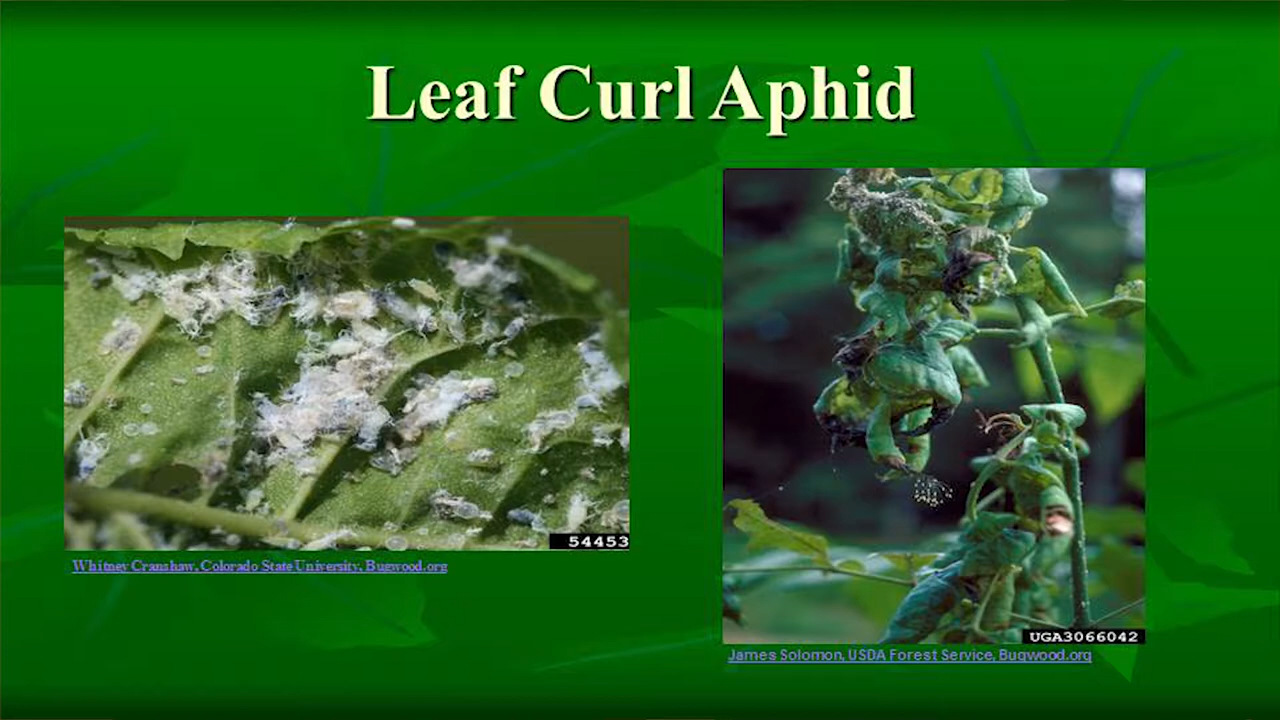 Leaf Curl Aphid
54453
Whitney Cranshaw, Colorado State University, Bugwood.org
UGA3066042
James Solomon, USDA Forest Service, Bugwood.org